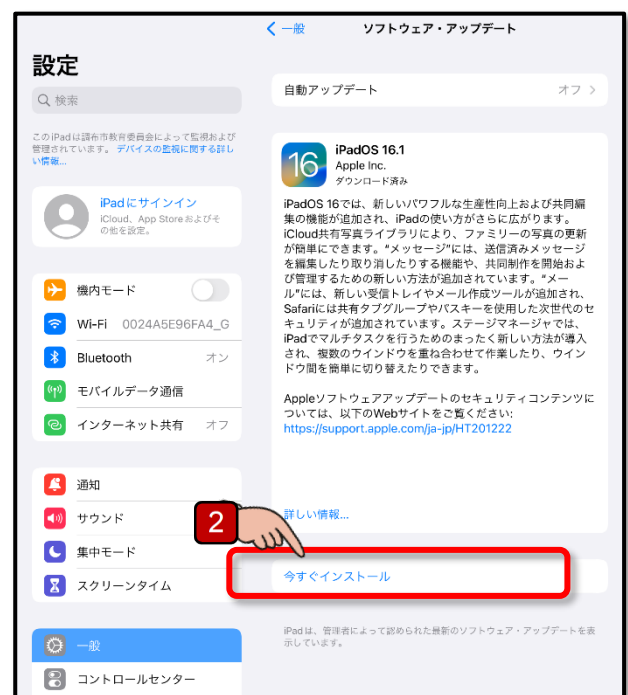 く 一般
ソフトウェア・アップデート
設定
検索
このiPadは調布市教育委員会によって監視および
管理されています。デバイスの監視に関する詳し
い情報...
iPadにサインイン
iCloud、App Storeおよびそ
の他を設定。
機内モード
Wi-Fi 0024A5E96FA4_G
Bluetooth オン
モバイルデータ通信
インターネット共有 オフ
通知
サウンド
集中モード
スクリーンタイム
一般
コントロールセンター
自動アップデート オフ >
16
iPadOS 16.1
Apple Inc.
ダウンロード済み
iPadOS 16では、新しいパワフルな生産性向上および共同編
集の機能が追加され、iPadの使い方がさらに広がります。
iCloud共有写真ライブラリにより、ファミリーの写真の更新
が簡単にできます。“メッセージ”には、送信済みメッセージ
を編集したり取り消したりする機能や、共同制作を開始およ
び管理するための新しい方法が追加されています。“メー
ル”には、新しい受信トレイやメール作成ツールが追加され、
Safariには共有タブグループやパスキーを使用した次世代のセ
キュリティが追加されています。ステージマネージャでは、
iPadでマルチタスクを行うためのまったく新しい方法が導入
され、複数のウインドウを重ね合わせて作業したり、ウイン
ドウ間を簡単に切り替えたりできます。
Appleソフトウェアアップデートのセキュリティコンテンツに
ついては、以下のWebサイトをご覧ください:
https://support.apple.com/ja-jp/HT201222
詳しい情報...
2
今すぐインストール
iPadは、管理者によって認められた最新のソフトウェア・アップデートを表
示しています。